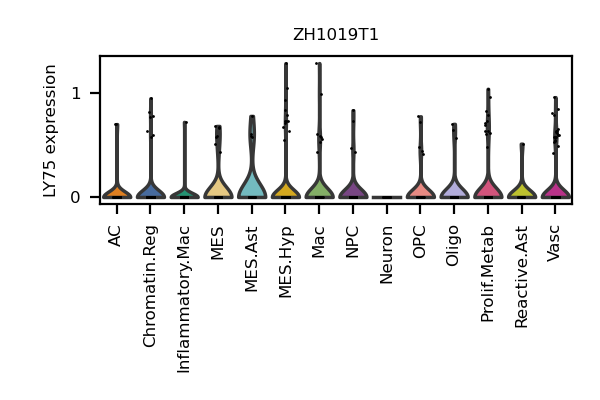 ZH1019T1
LY75 expression
1
0
AC
Chromatin.Reg
Inflammatory.Mac
MES
MES.Ast
MES.Hyp
Mac
NPC
Neuron
OPC
Oligo
Prolif.Metab
Reactive.Ast
Vasc